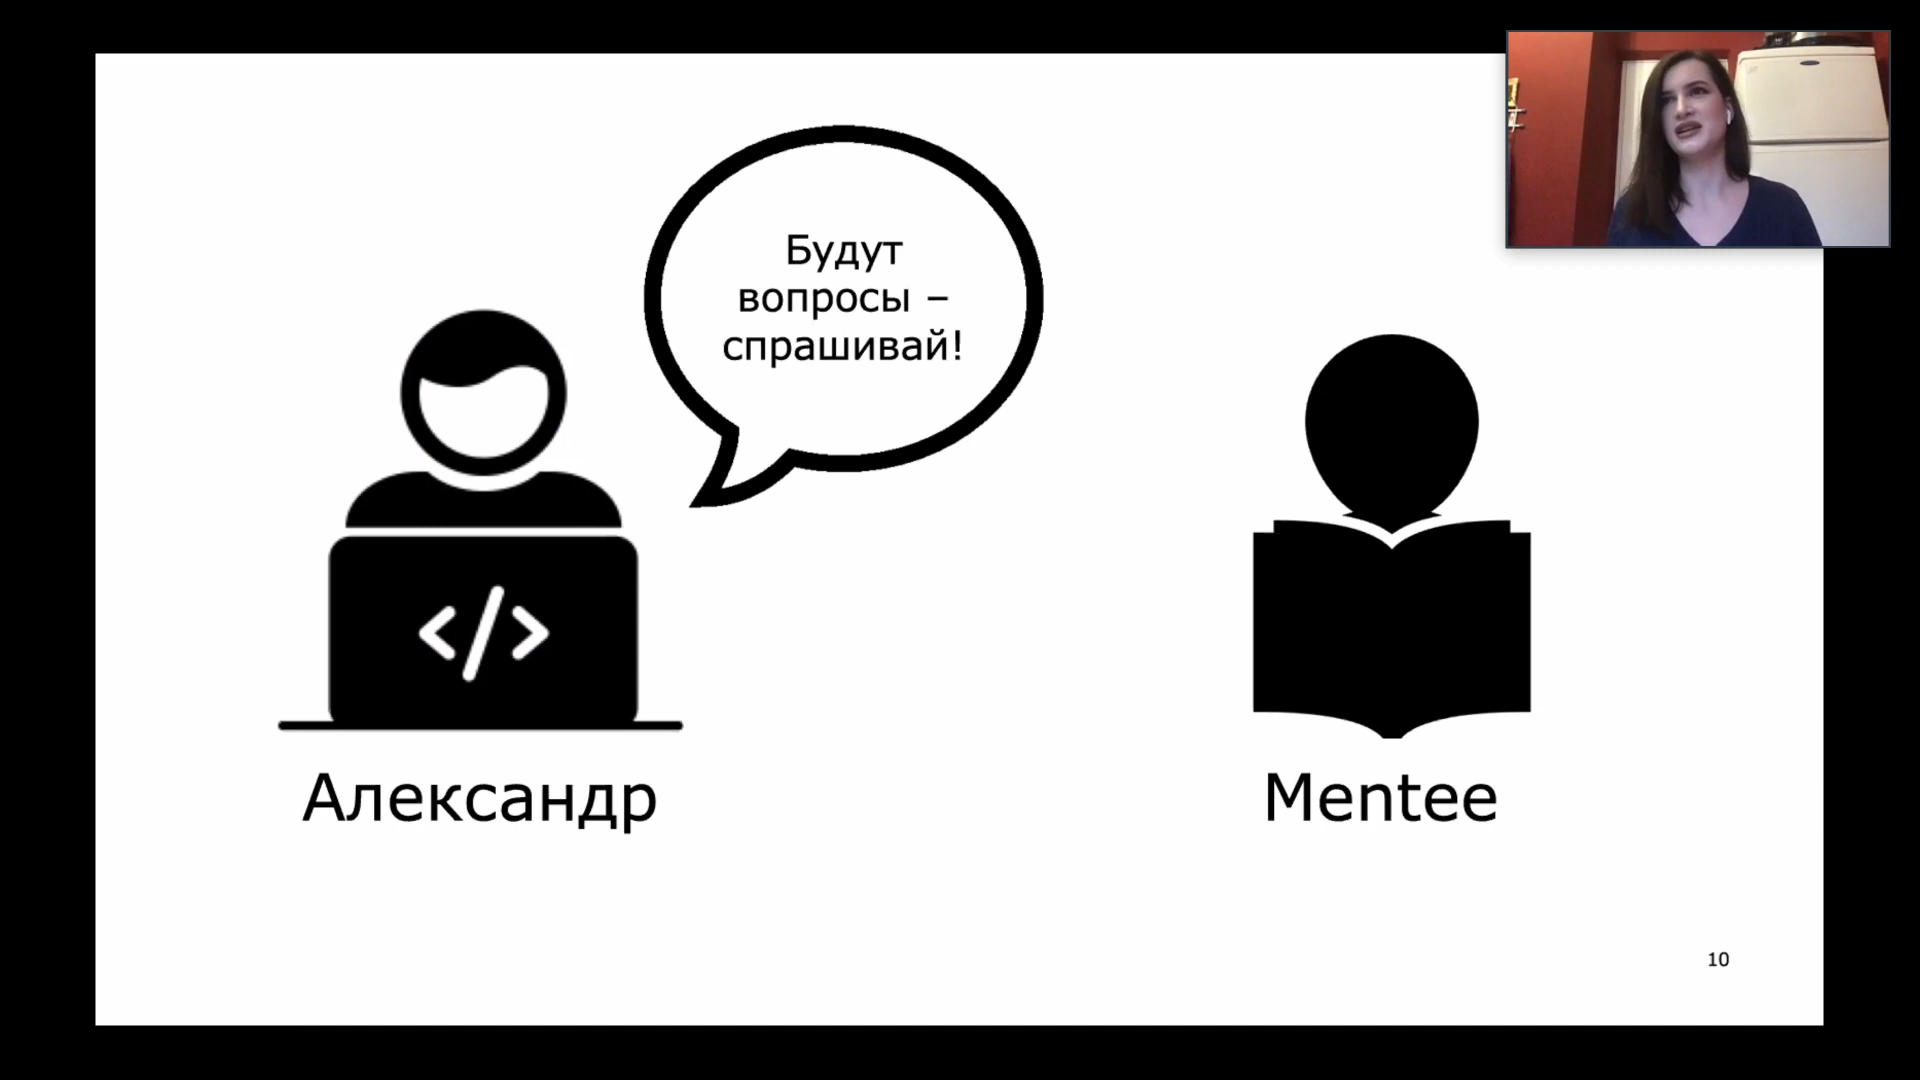 Будут
вопросы –
спрашивай!
</>
Александр
Mentee
10